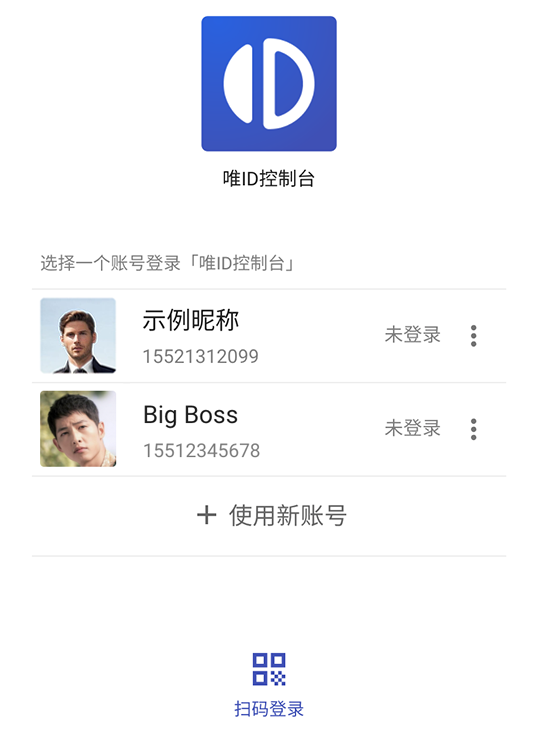 唯ID控制台
选择一个账号登录「唯ID控制台」
示例昵称
未登录
15521312099
Big Boss
未登录
15512345678
+ 使用新账号
扫码登录